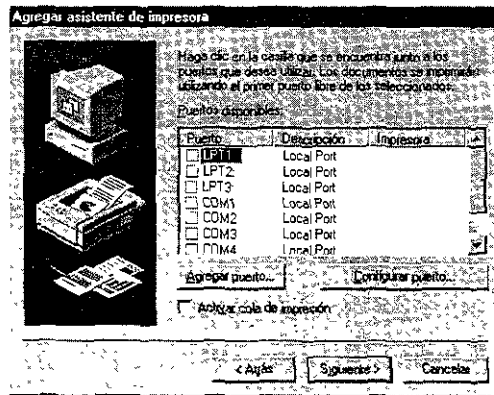 Agregar asistente de impresora
Haga clic en la casilla que se encuentra junto a los
puertos que desea utilizar. Los documentos se imprimirán
utilizando el primer puerto libre de los seleccionados.
Puertos disponibles:
Puerto Descripción Impresora
LPT1: Local Port
LPT2: Local Port
LPT3: Local Port
COM1 Local Port
COM2 Local Port
COM3 Local Port
COM4 Local Port
Agregar puerto... Configurar puerto...
Activar cola de impresión
< Atrás Siguiente > Cancelar